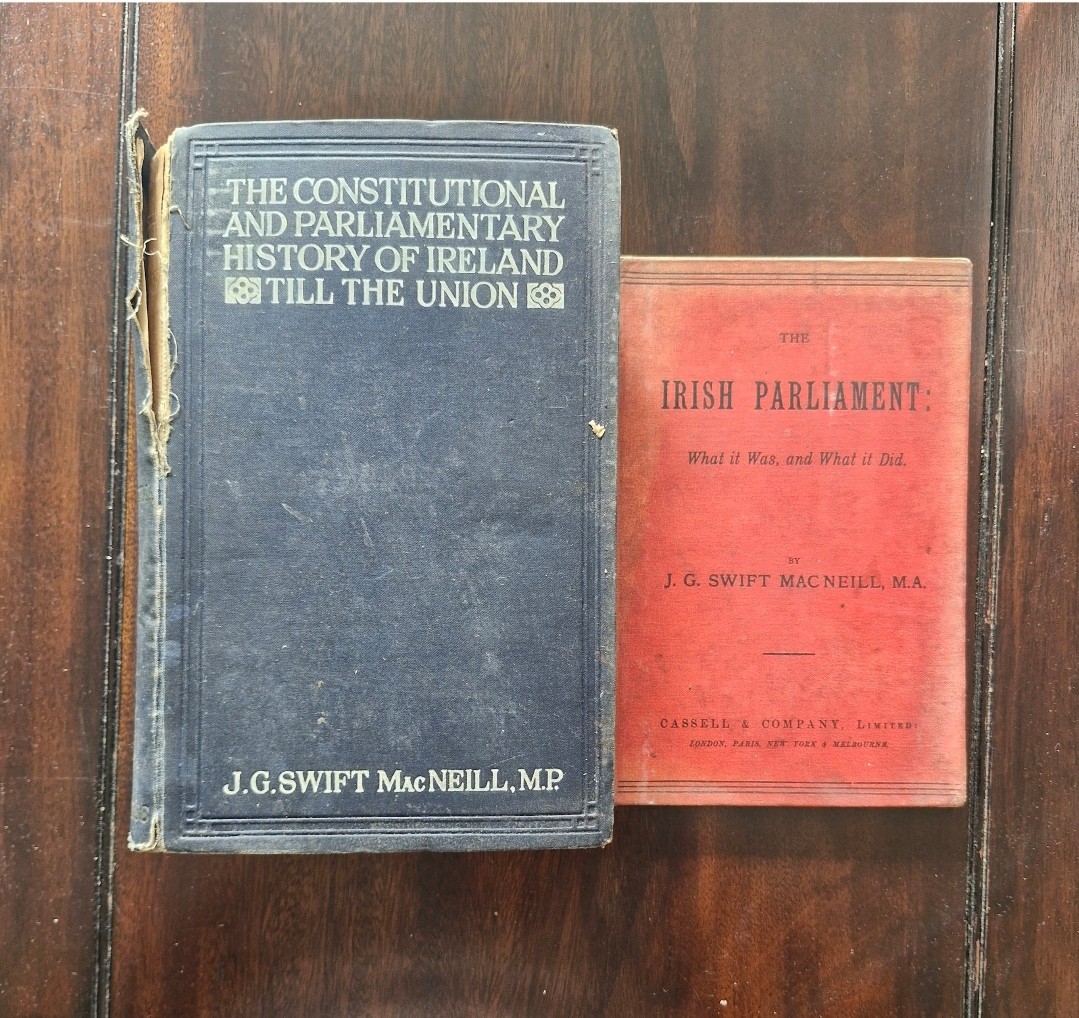 THE CONSTITUTIONAL
AND PARLIAMENTARY
HISTORY OF IRELAND
TILL THE UNION
J.G. SWIFT MACNEILL, M.P.
THE
IRISH PARLIAMENT:
What it Was, and What it Did.
BY
J. G. SWIFT MACNEILL, M.A.
CASSELL & COMPANY, LIMITED:
LONDON, PARIS, NEW YORK & MELBOURNE.